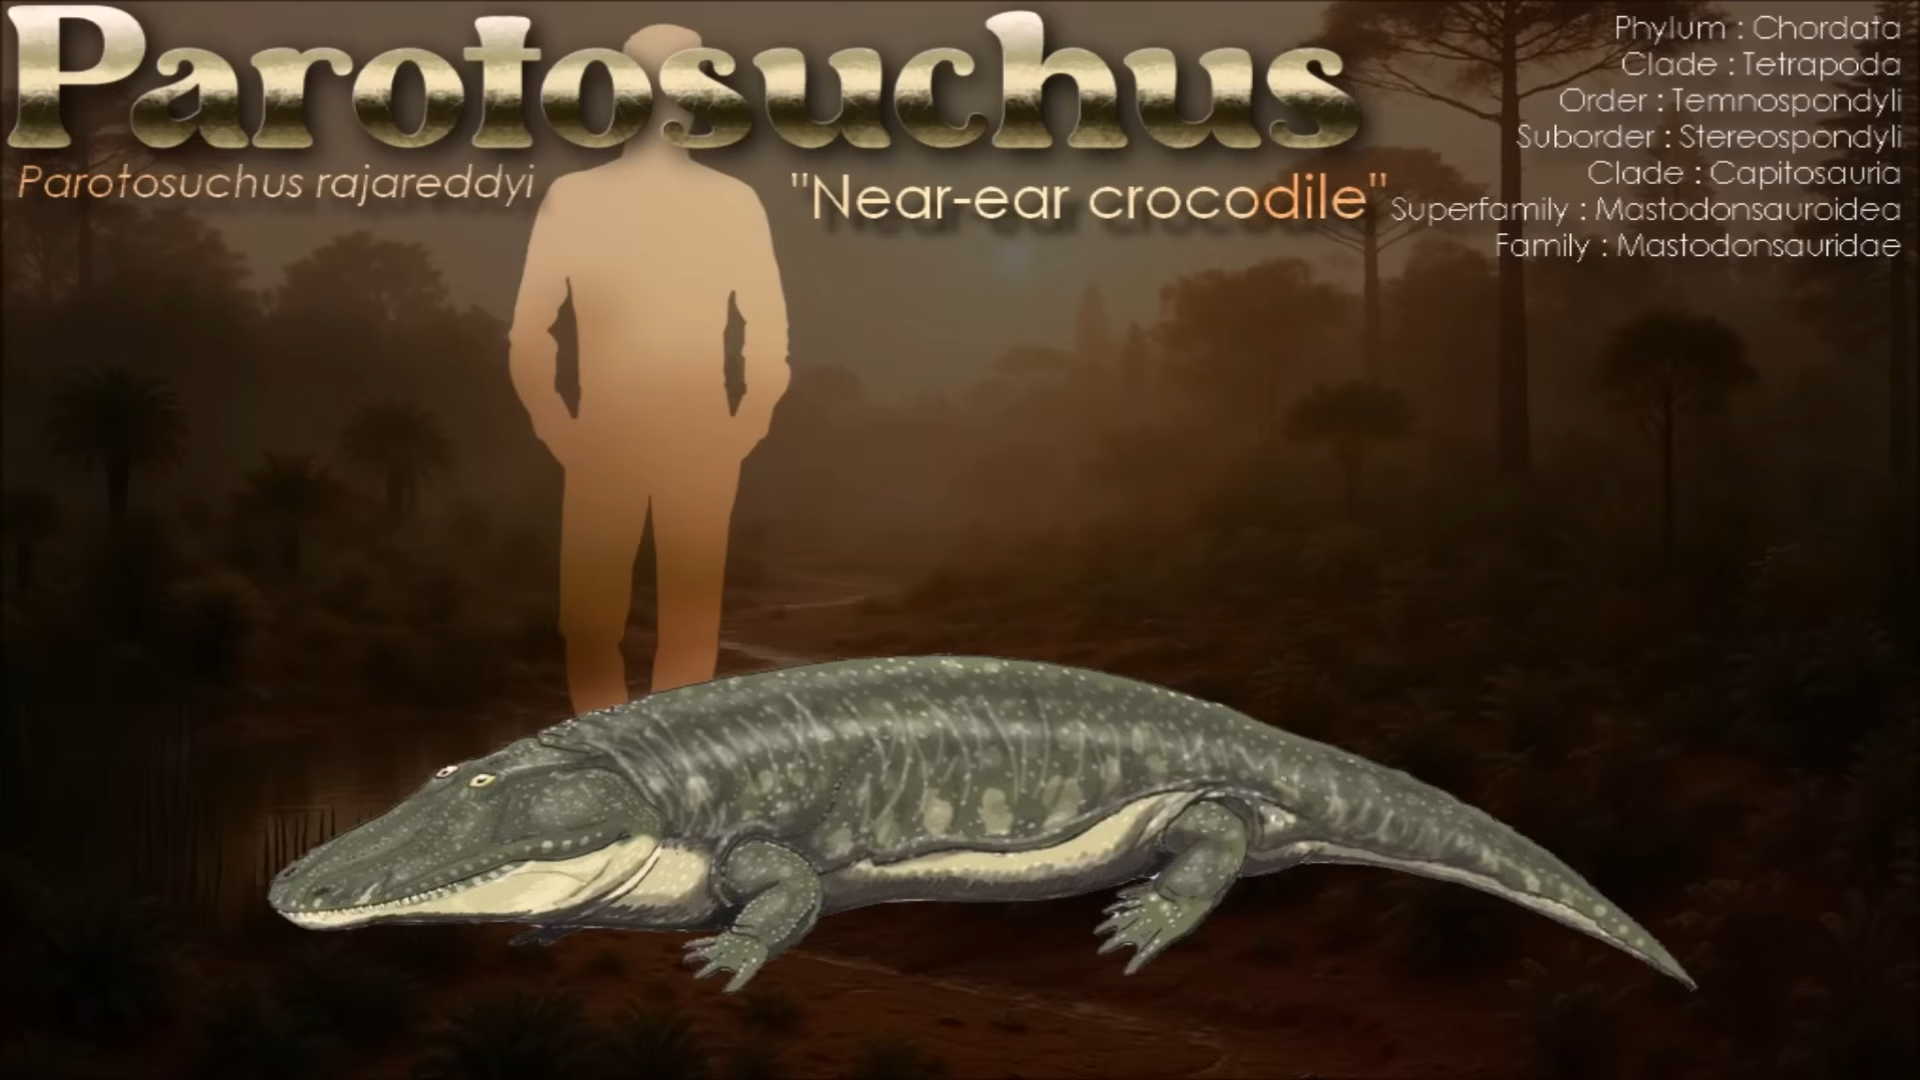 Parotosuchus
Parotosuchus rajareddyi
"Near-ear crocodile"
Phylum : Chordata
Clade : Tetrapoda
Order : Temnospondyli
Suborder : Stereospondyli
Clade : Capitosauria
Superfamily : Mastodonsauroidea
Family : Mastodonsauridae